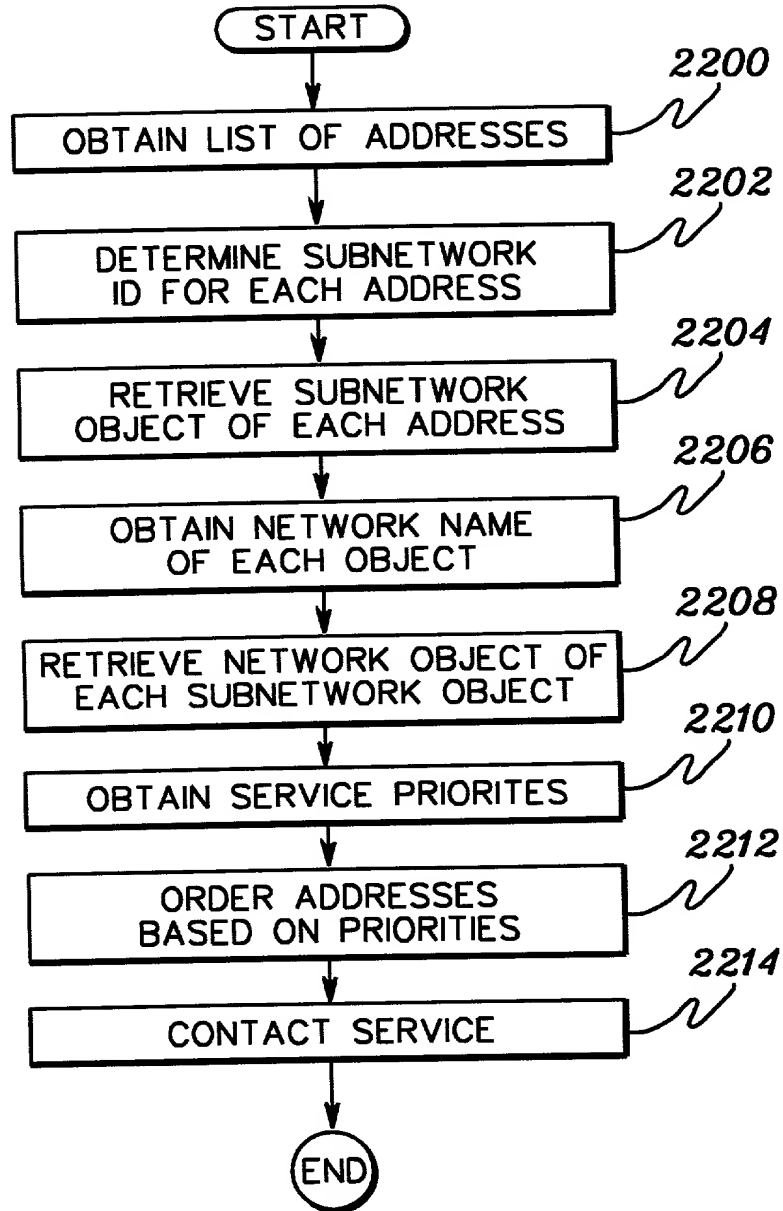 START
2200
OBTAIN LIST OF ADDRESSES
2202
DETERMINE SUBNETWORK
ID FOR EACH ADDRESS
2204
RETRIEVE SUBNETWORK
OBJECT OF EACH ADDRESS
2206
OBTAIN NETWORK NAME
OF EACH OBJECT
2208
RETRIEVE NETWORK OBJECT OF
EACH SUBNETWORK OBJECT
2210
OBTAIN SERVICE PRIORITES
2212
ORDER ADDRESSES
BASED ON PRIORITIES
2214
CONTACT SERVICE
END